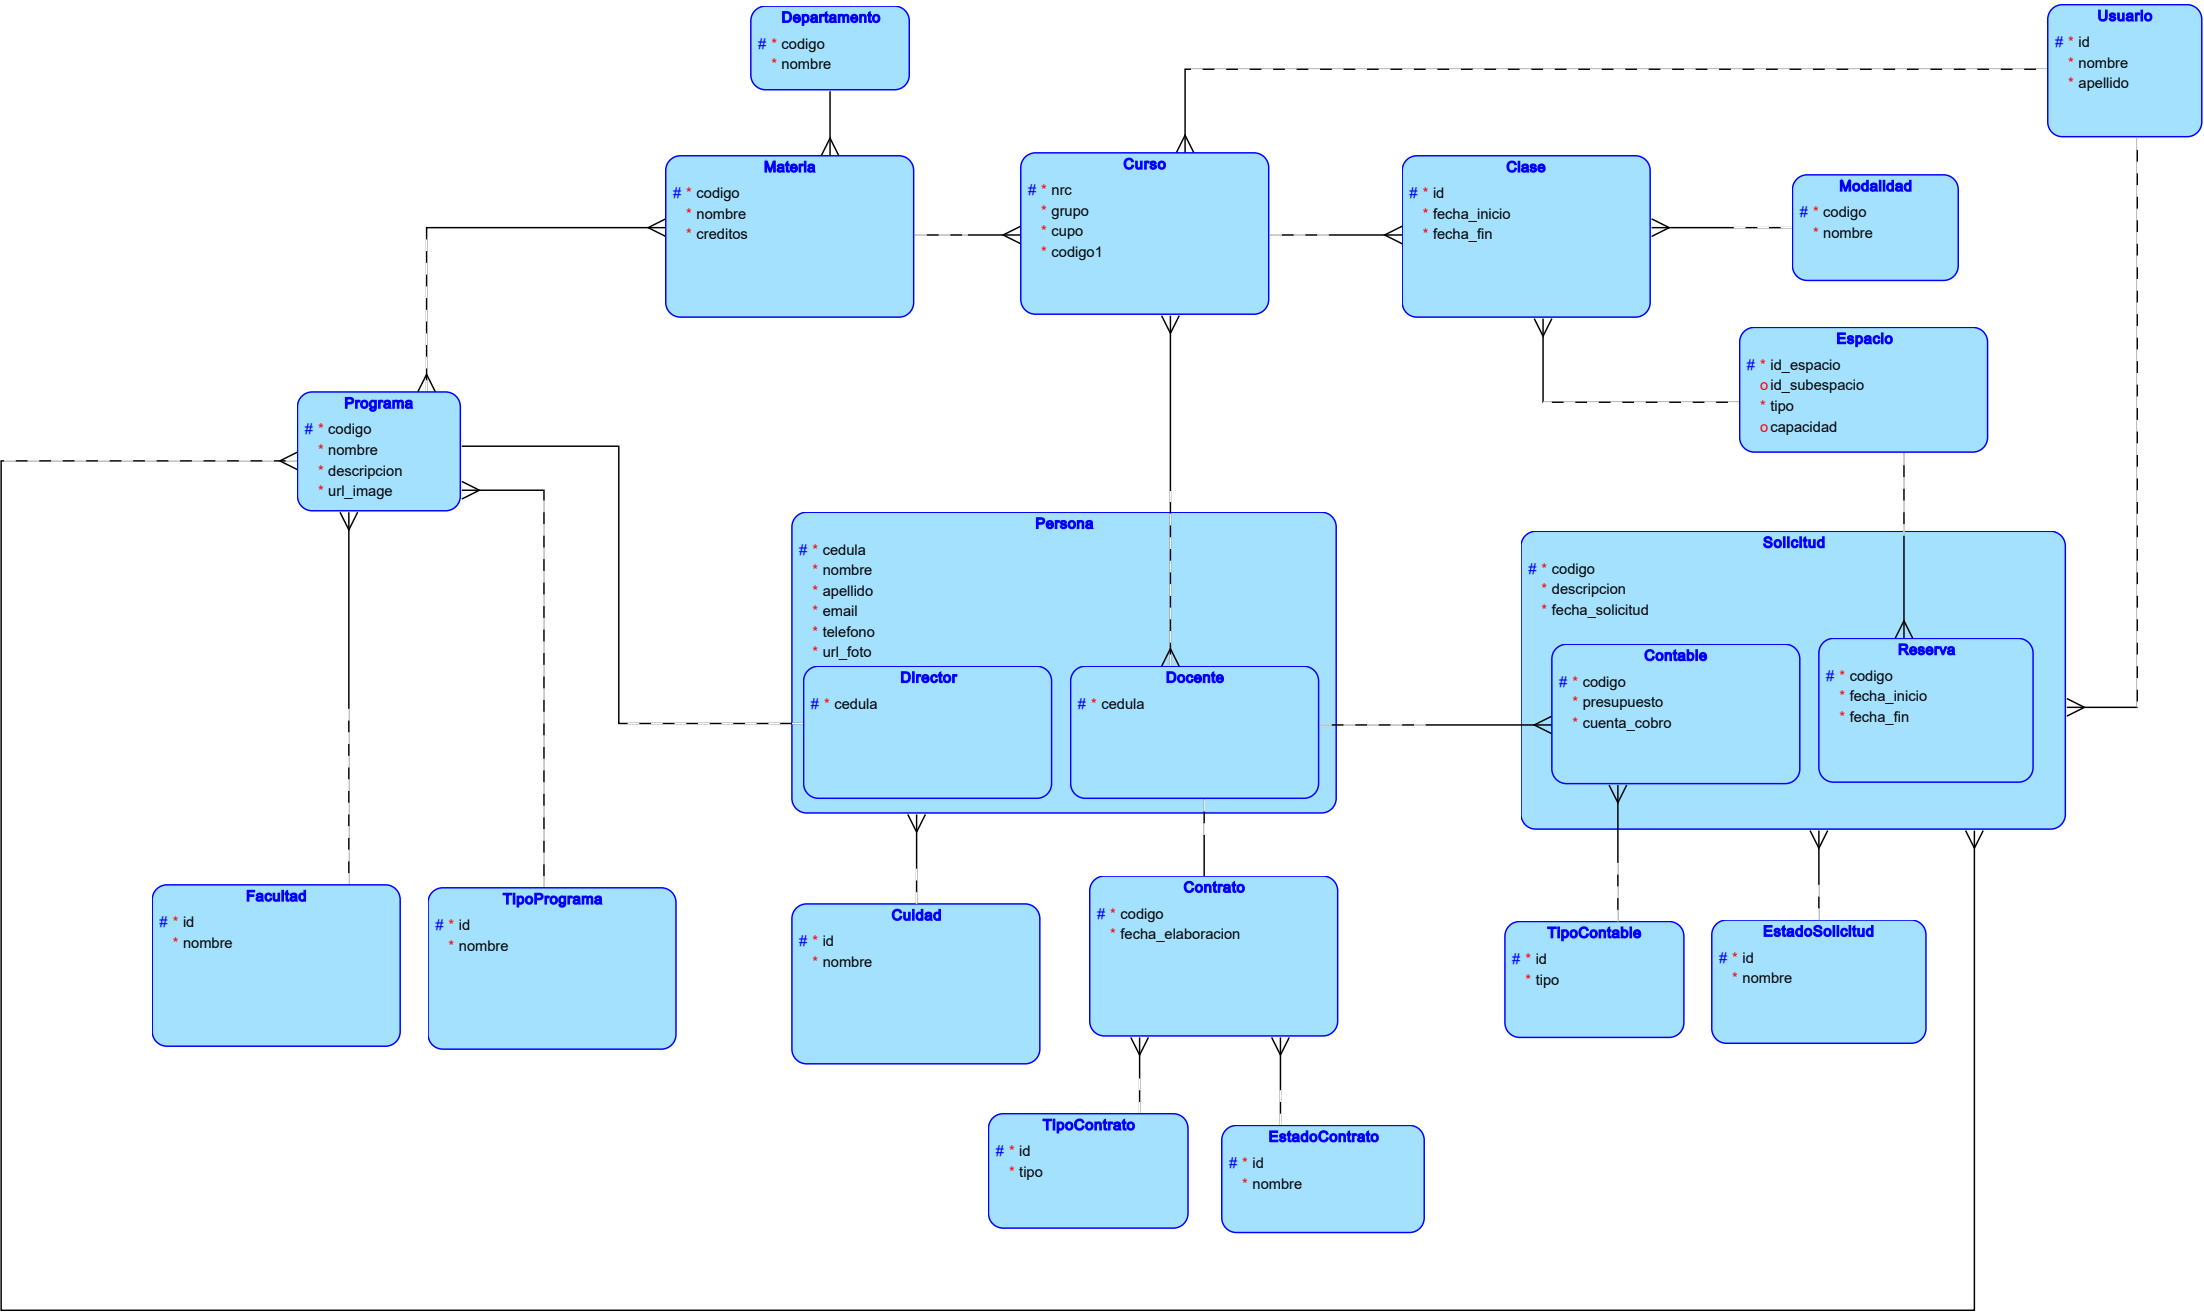 Departamento
# * codigo
* nombre
Usuario
# * id
* nombre
* apellido
Materia
# * codigo
* nombre
* creditos
Curso
# * nrc
* grupo
* cupo
* codigo1
Clase
# * id
* fecha_inicio
* fecha_fin
Modalidad
# * codigo
* nombre
Espacio
# * id_espacio
o id_subespacio
* tipo
o capacidad
Programa
# * codigo
* nombre
* descripcion
* url_image
Persona
# * cedula
* nombre
* apellido
* email
* telefono
* url_foto
Director
# * cedula
Docente
# * cedula
Solicitud
# * codigo
* descripcion
* fecha_solicitud
Contable
# * codigo
* presupuesto
* cuenta_cobro
Reserva
# * codigo
* fecha_inicio
* fecha_fin
Facultad
# * id
* nombre
TipoPrograma
# * id
* nombre
Cuidad
# * id
* nombre
Contrato
# * codigo
* fecha_elaboracion
TipoContable
# * id
* tipo
EstadoSolicitud
# * id
* nombre
TipoContrato
# * id
* tipo
EstadoContrato
# * id
* nombre